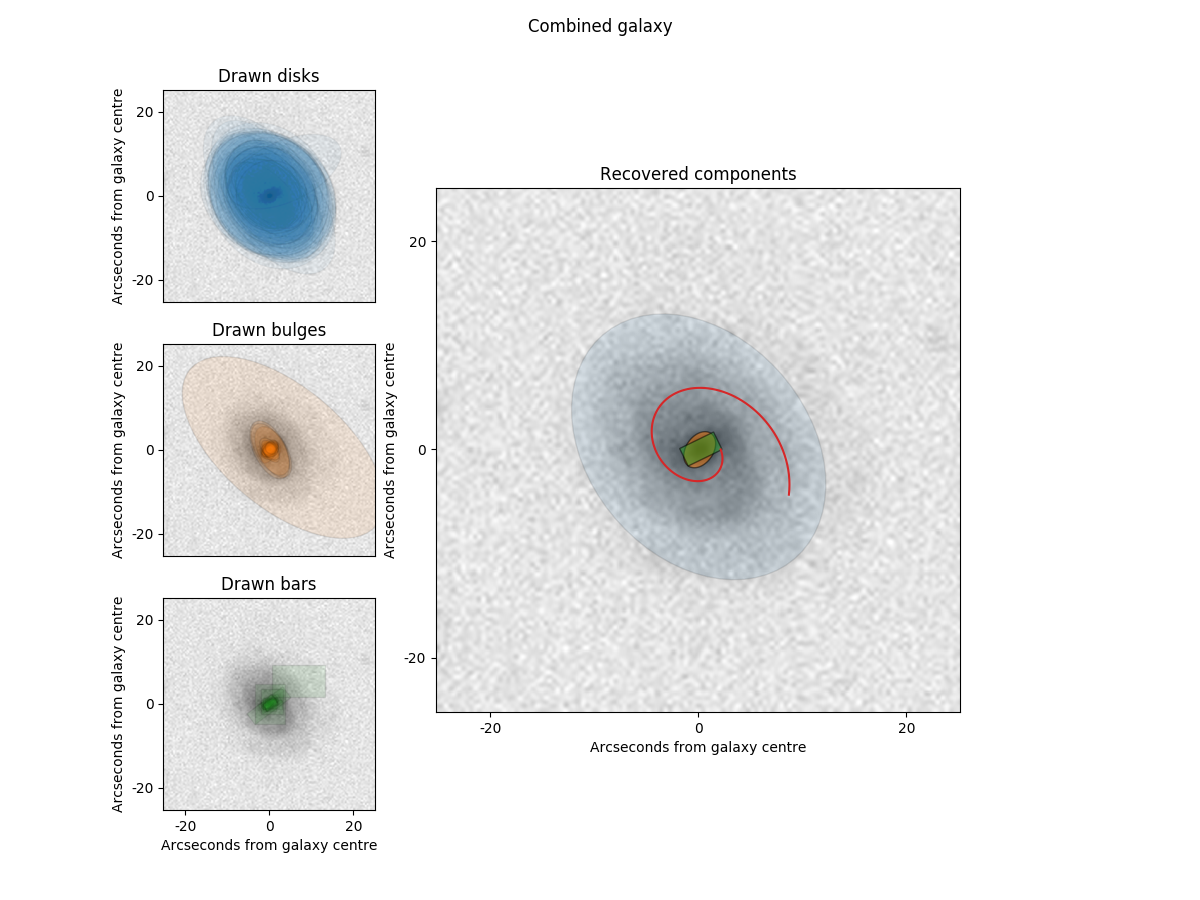 Combined galaxy
Drawn disks
Arcseconds from galaxy centre
20
0
-20
Drawn bulges
Arcseconds from galaxy centre
20
0
-20
Drawn bars
Arcseconds from galaxy centre
20
0
-20
-20 0 20
Arcseconds from galaxy centre
Recovered components
Arcseconds from galaxy centre
20
0
-20
-20 0 20
Arcseconds from galaxy centre